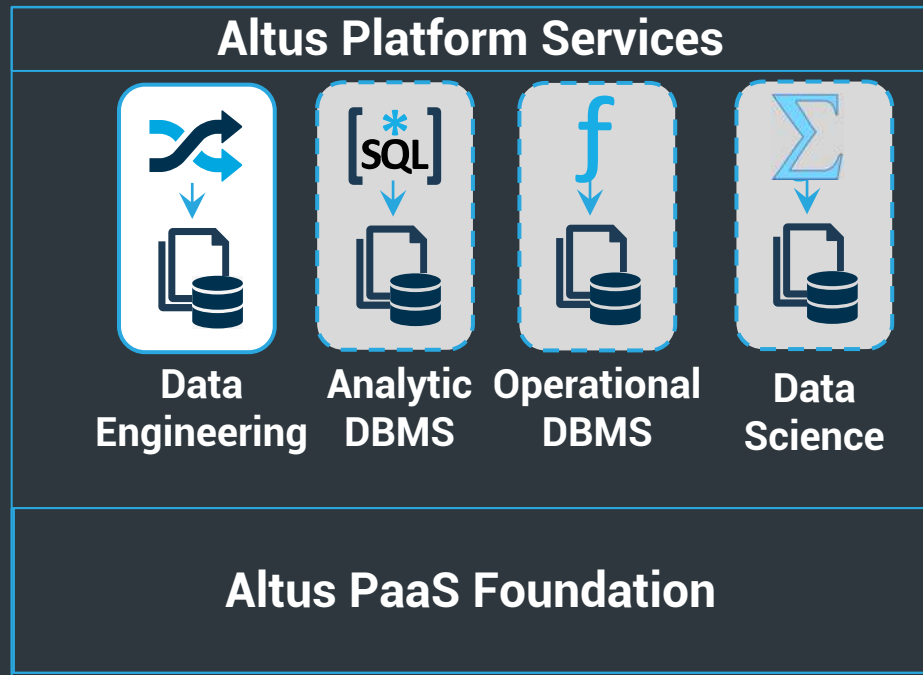 Altus Platform Services
[SQL]
*
ƒ
Σ
Data
Engineering
Analytic
DBMS
Operational
DBMS
Data
Science
Altus PaaS Foundation